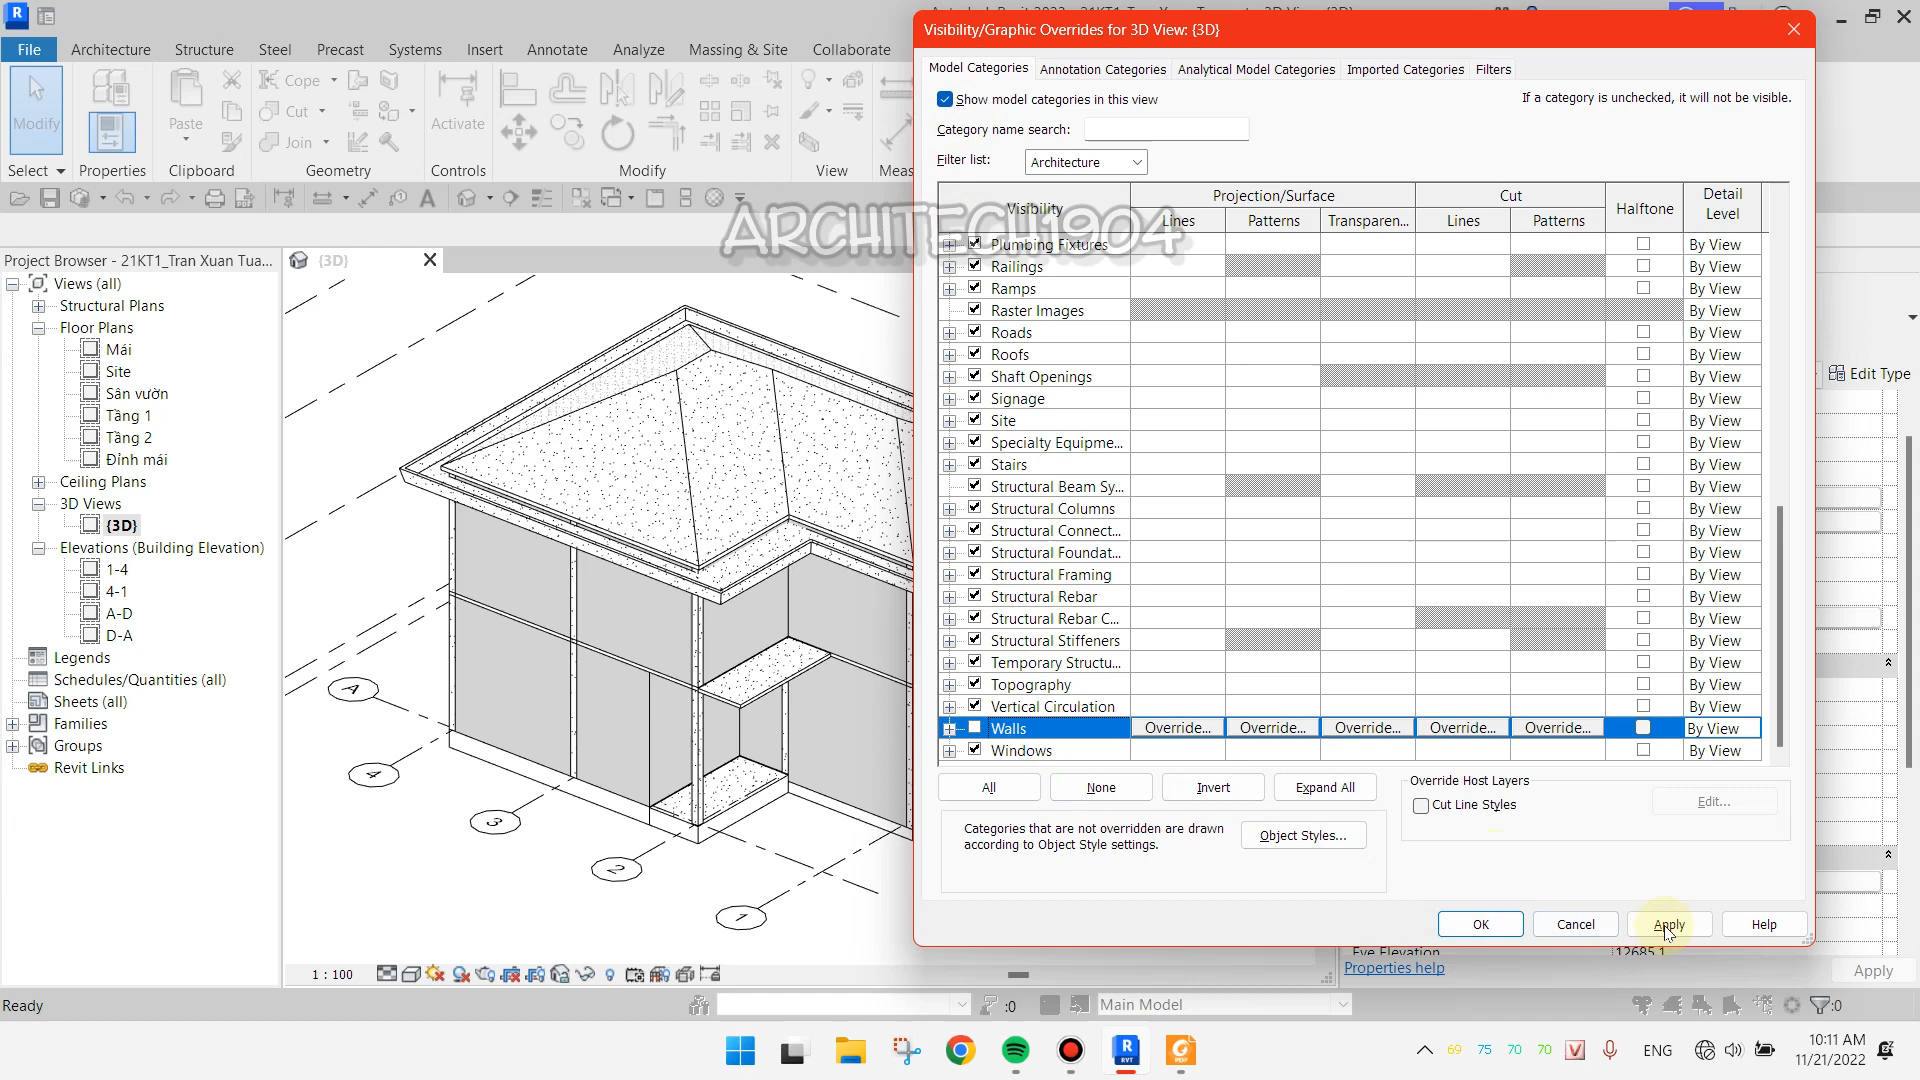 R
Visibility/Graphic Overrides for 3D View: {3D}
File Architecture Structure Steel Precast Systems Insert Annotate Analyze Massing & Site Collaborate
Modify Paste Cope Cut Join Activate
Select Properties Clipboard Geometry Controls Modify View Meas
Model Categories Annotation Categories Analytical Model Categories Imported Categories Filters
Show model categories in this view If a category is unchecked, it will not be visible.
Category name search:
Filter list: Architecture
ARCHITECH1904
Visibility Projection/Surface Cut Halftone Detail Level
Lines Patterns Transparen... Lines Patterns
Plumbing Fixtures By View
Railings By View
Ramps By View
Raster Images By View
Roads By View
Roofs By View
Shaft Openings By View
Signage By View
Site By View
Specialty Equipme... By View
Stairs By View
Structural Beam Sy... By View
Structural Columns By View
Structural Connect... By View
Structural Foundat... By View
Structural Framing By View
Structural Rebar By View
Structural Rebar C... By View
Structural Stiffeners By View
Temporary Structu... By View
Topography By View
Vertical Circulation By View
Walls Override... Override... Override... Override... Override... By View
Windows By View
All None Invert Expand All
Override Host Layers
Cut Line Styles Edit...
Categories that are not overridden are drawn
according to Object Style settings.
Object Styles...
OK Cancel Apply Help
Project Browser - 21KT1_Tran Xuan Tua...
{3D}
Views (all)
Structural Plans
Floor Plans
Mái
Site
Sân vườn
Tầng 1
Tầng 2
Đỉnh mái
Ceiling Plans
3D Views
{3D}
Elevations (Building Elevation)
1-4
4-1
A-D
D-A
Legends
Schedules/Quantities (all)
Sheets (all)
Families
Groups
Revit Links
A
4
3
2
1
Edit Type
Eye Elevation 12685.1
Properties help Apply
1 : 100
Ready :0 Main Model :0
69 75 70 70 ENG 10:11 AM
11/21/2022